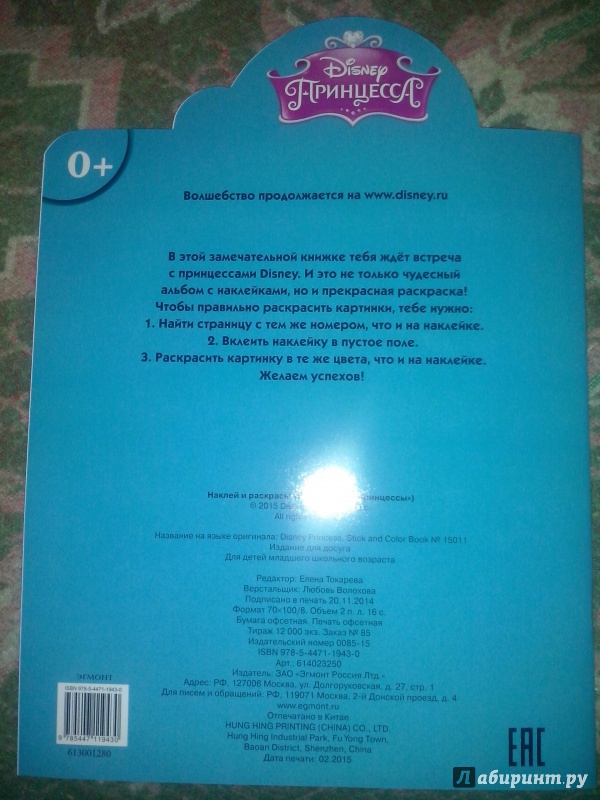 Disney
ПРИНЦЕССА
0+
Волшебство продолжается на www.disney.ru
В этой замечательной книжке тебя ждёт встреча
с принцессами Disney. И это не только чудесный
альбом с наклейками, но и прекрасная раскраска!
Чтобы правильно раскрасить картинки, тебе нужно:
1. Найти страницу с тем же номером, что и на наклейке.
2. Вклеить наклейку в пустое поле.
3. Раскрасить картинку в те же цвета, что и на наклейке.
Желаем успехов!
Наклей и раскрась
© 2015
All
Название на языке оригинала: Disney Princess. Stick and Color Book № 15011
Издание для досуга
Для детей младшего школьного возраста
Редактор: Елена Токарева
Верстальщик: Любовь Волохова
Подписано в печать 20.11.2014
Формат 70×100/8. Объем 2 п. л. 16 с.
Бумага офсетная. Печать офсетная
Тираж 12 000 экз. Заказ № 85
Издательский номер 0085-15
ISBN 978-5-4471-1943-0
Арт.: 614023250
Издатель: ЗАО «Эгмонт Россия Лтд.»
Адрес: РФ, 127006 Москва, ул. Долгоруковская, д. 27, стр. 1
Для писем и обращений: РФ, 119071 Москва, 2-й Донской проезд, д. 4
www.egmont.ru
Отпечатано в Китае
HUNG HING PRINTING (CHINA) CO., LTD.
Hung Hing Industrial Park, Fu Yong Town,
Baoan District, Shenzhen, China
Дата печати: 02.2015
ЭГМОНТ
ISBN 978-5-4471-1943-0
9785447119430
613001280
EAC
Лабиринт.ру